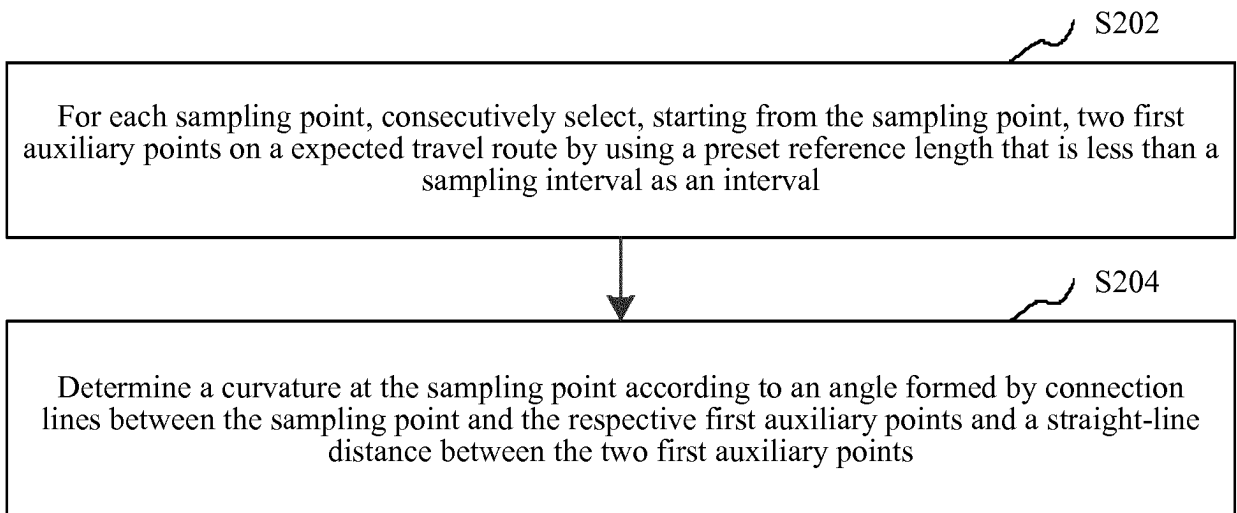 S202
For each sampling point, consecutively select, starting from the sampling point, two first
auxiliary points on a expected travel route by using a preset reference length that is less than a
sampling interval as an interval
S204
Determine a curvature at the sampling point according to an angle formed by connection
lines between the sampling point and the respective first auxiliary points and a straight-line
distance between the two first auxiliary points